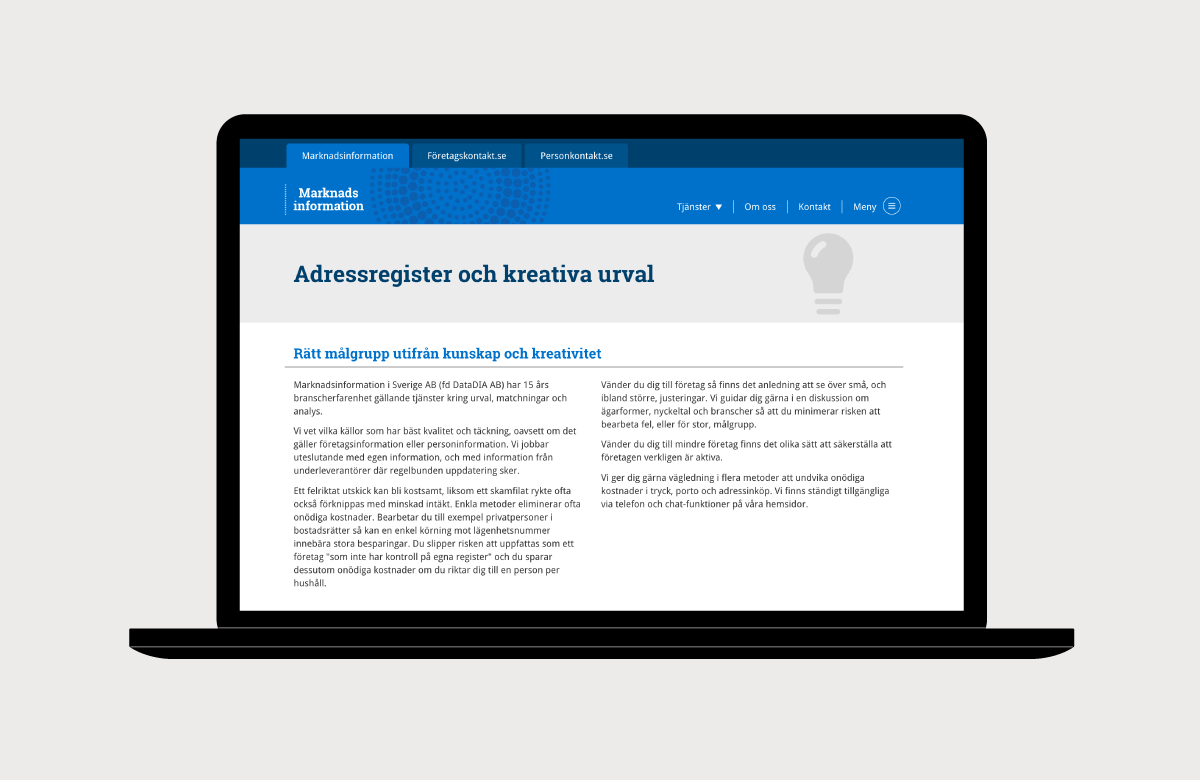 Marknadsinformation
Företagskontakt.se
Personkontakt.se
Marknads
information
Tjänster
Om oss
Kontakt
Meny
Adressregister och kreativa urval
Rätt målgrupp utifrån kunskap och kreativitet
Marknadsinformation i Sverige AB (fd DataDIA AB) har 15 års
branscherfarenhet gällande tjänster kring urval, matchningar och
analys.
Vi vet vilka källor som har bäst kvalitet och täckning, oavsett om det
gäller företagsinformation eller personinformation. Vi jobbar
uteslutande med egen information, och med information från
underleverantörer där regelbunden uppdatering sker.
Ett felriktat utskick kan bli kostsamt, liksom ett skamfilat rykte ofta
också förknippas med minskad intäkt. Enkla metoder eliminerar ofta
onödiga kostnader. Bearbetar du till exempel privatpersoner i
bostadsrätter så kan en enkel körning mot lägenhetsnummer
innebära stora besparingar. Du slipper risken att uppfattas som ett
företag "som inte har kontroll på egna register" och du sparar
dessutom onödiga kostnader om du riktar dig till en person per
hushåll.
Vänder du dig till företag så finns det anledning att se över små, och
ibland större, justeringar. Vi guidar dig gärna i en diskussion om
ägarformer, nyckeltal och branscher så att du minimerar risken att
bearbeta fel, eller för stor, målgrupp.
Vänder du dig till mindre företag finns det olika sätt att säkerställa att
företagen verkligen är aktiva.
Vi ger dig gärna vägledning i flera metoder att undvika onödiga
kostnader i tryck, porto och adressinköp. Vi finns ständigt tillgängliga
via telefon och chat-funktioner på våra hemsidor.